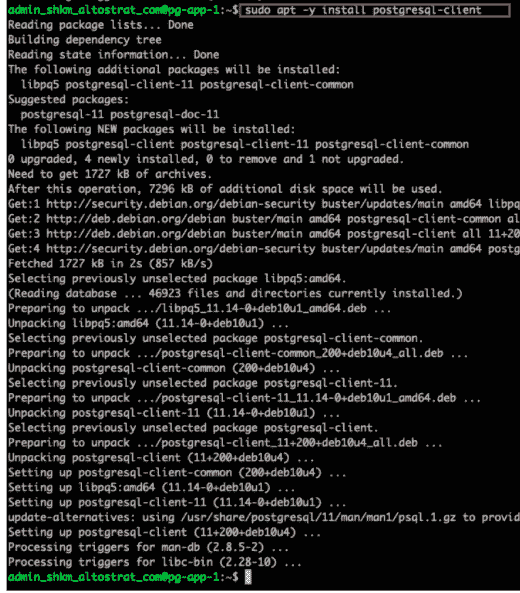 admin_shkm_altostrat_com@pg-app-1:~$ sudo apt -y install postgresql-client
Reading package lists... Done
Building dependency tree
Reading state information... Done
The following additional packages will be installed:
  libpq5 postgresql-client-11 postgresql-client-common
Suggested packages:
  postgresql-11 postgresql-doc-11
The following NEW packages will be installed:
  libpq5 postgresql-client postgresql-client-11 postgresql-client-common
0 upgraded, 4 newly installed, 0 to remove and 1 not upgraded.
Need to get 1727 kB of archives.
After this operation, 7296 kB of additional disk space will be used.
Get:1 http://security.debian.org/debian-security buster/updates/main amd64 libpq
Get:2 http://deb.debian.org/debian buster/main amd64 postgresql-client-common al
Get:3 http://deb.debian.org/debian buster/main amd64 postgresql-client all 11+20
Get:4 http://security.debian.org/debian-security buster/updates/main amd64 postg
Fetched 1727 kB in 2s (857 kB/s)
Selecting previously unselected package libpq5:amd64.
(Reading database ... 46923 files and directories currently installed.)
Preparing to unpack .../libpq5_11.14-0+deb10u1_amd64.deb ...
Unpacking libpq5:amd64 (11.14-0+deb10u1) ...
Selecting previously unselected package postgresql-client-common.
Preparing to unpack .../postgresql-client-common_200+deb10u4_all.deb ...
Unpacking postgresql-client-common (200+deb10u4) ...
Selecting previously unselected package postgresql-client-11.
Preparing to unpack .../postgresql-client-11_11.14-0+deb10u1_amd64.deb ...
Unpacking postgresql-client-11 (11.14-0+deb10u1) ...
Selecting previously unselected package postgresql-client.
Preparing to unpack .../postgresql-client_11+200+deb10u4_all.deb ...
Unpacking postgresql-client (11+200+deb10u4) ...
Setting up postgresql-client-common (200+deb10u4) ...
Setting up libpq5:amd64 (11.14-0+deb10u1) ...
Setting up postgresql-client-11 (11.14-0+deb10u1) ...
update-alternatives: using /usr/share/postgresql/11/man/man1/psql.1.gz to provid
Setting up postgresql-client (11+200+deb10u4) ...
Processing triggers for man-db (2.8.5-2) ...
Processing triggers for libc-bin (2.28-10) ...
admin_shkm_altostrat_com@pg-app-1:~$